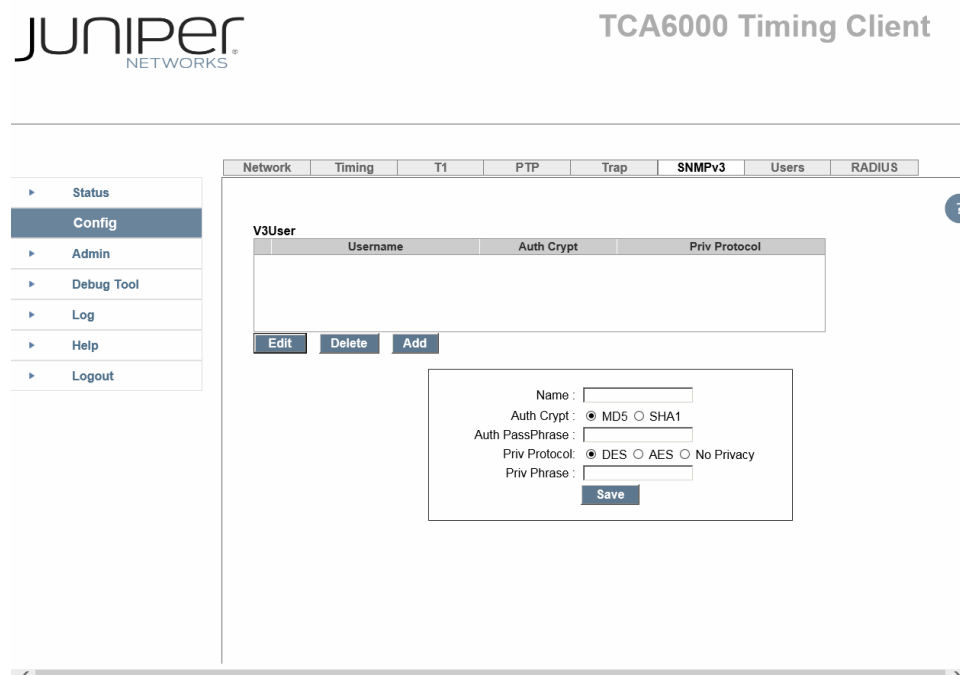 JUNIPER
NETWORKS
TCA6000 Timing Client
Network Timing T1 PTP Trap SNMPv3 Users RADIUS
Status
Config
Admin
Debug Tool
Log
Help
Logout
?
V3User
Username Auth Crypt Priv Protocol
Edit Delete Add
Name :
Auth Crypt : MD5 SHA1
Auth PassPhrase :
Priv Protocol: DES AES No Privacy
Priv Phrase :
Save